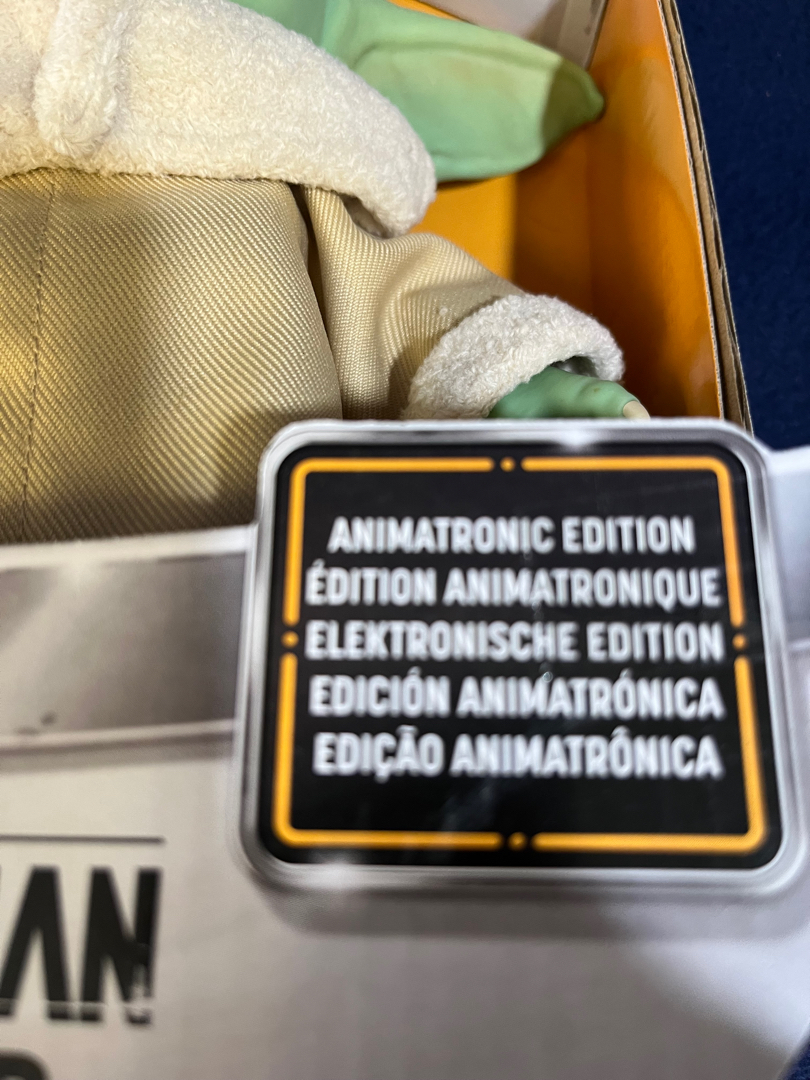 ANIMATRONIC EDITION
ÉDITION ANIMATRONIQUE
ELEKTRONISCHE EDITION
EDICIÓN ANIMATRÓNICA
EDIÇÃO ANIMATRÔNICA